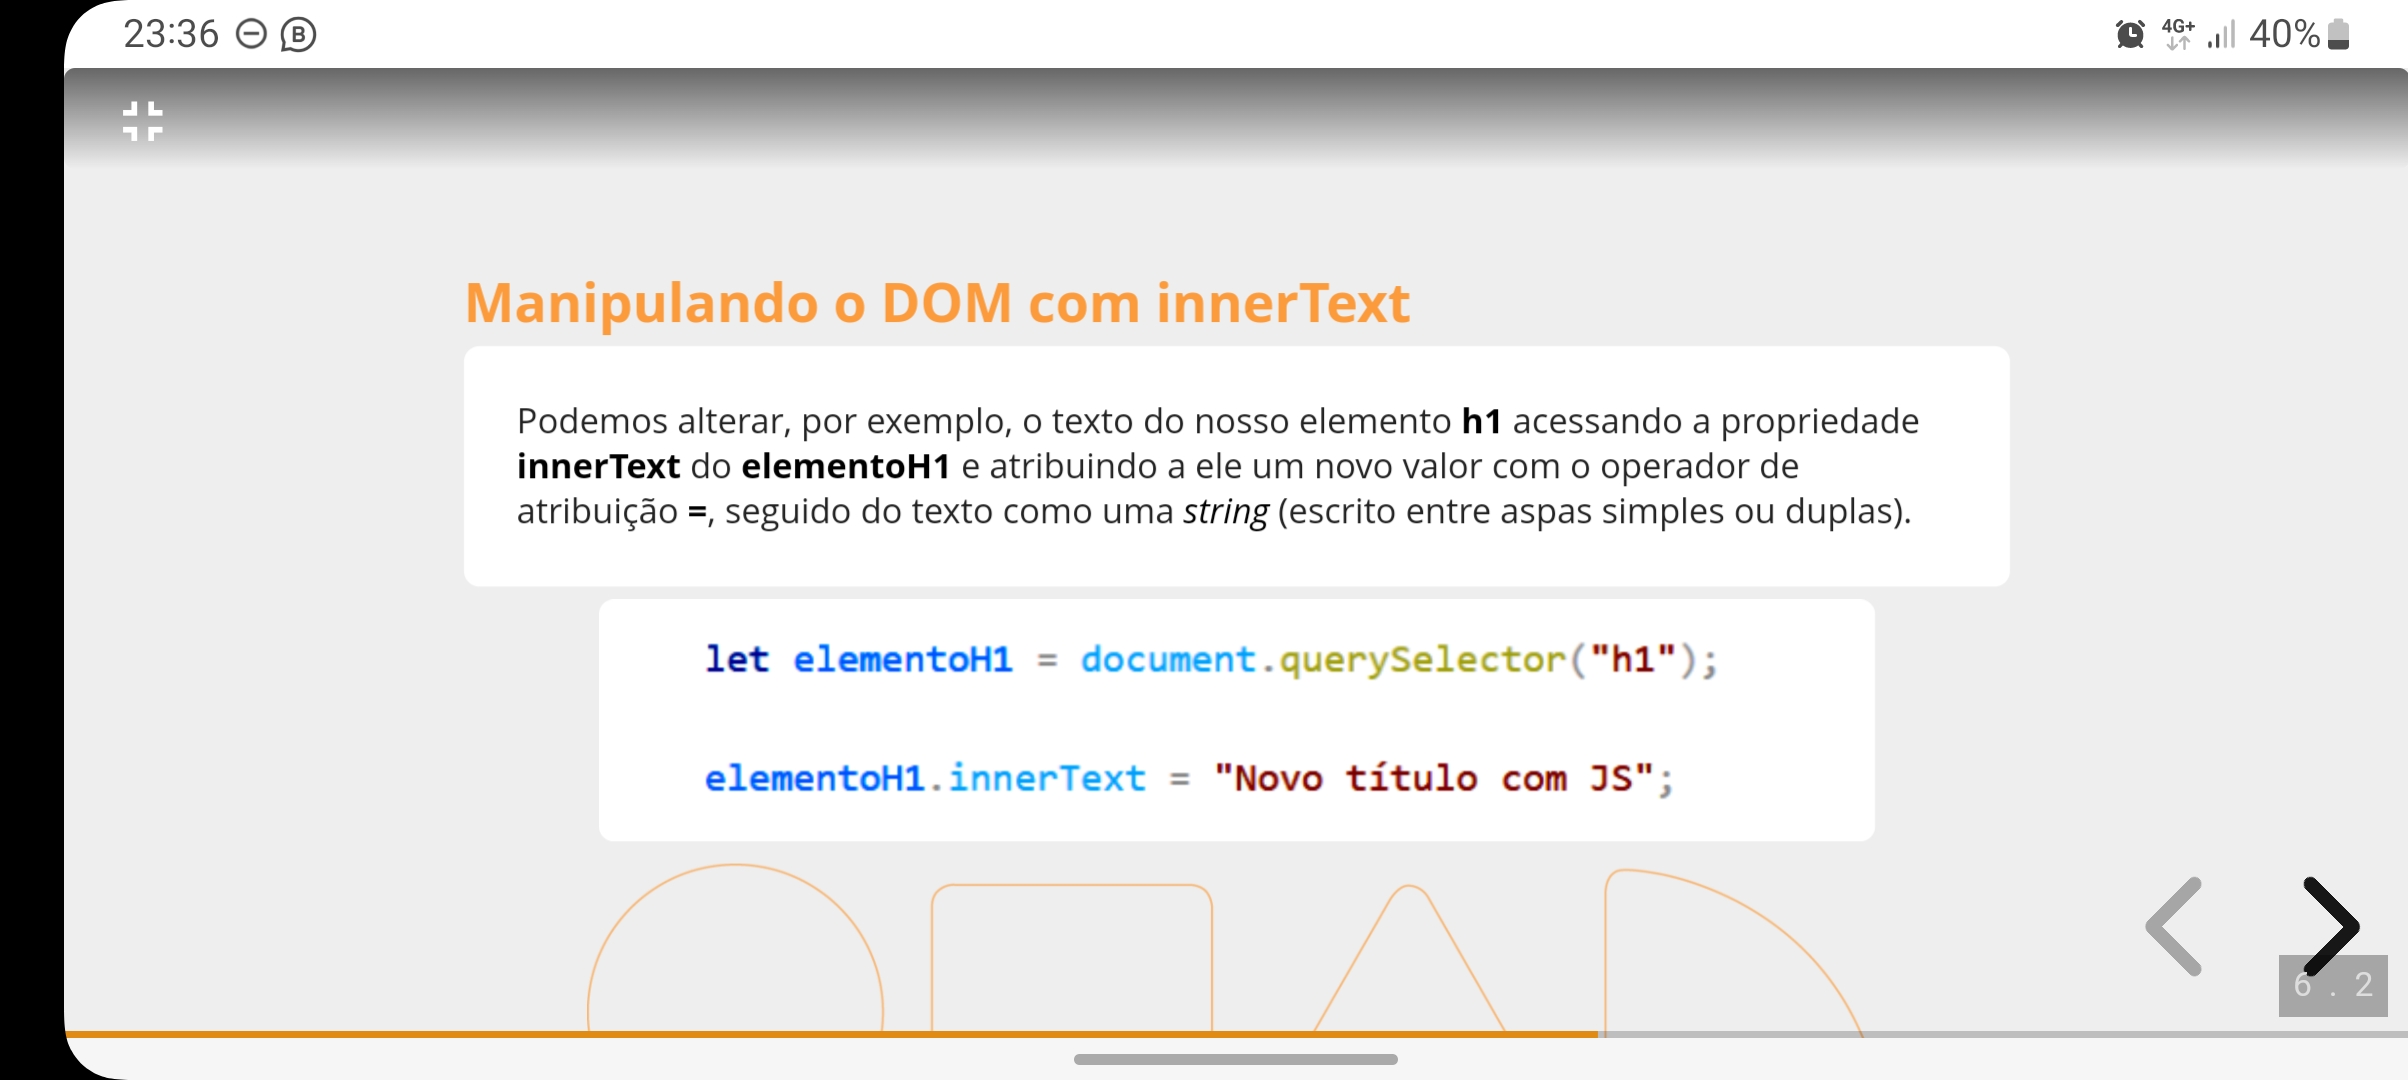 23:36 B 4G+ 40%
Manipulando o DOM com innerText
Podemos alterar, por exemplo, o texto do nosso elemento h1 acessando a propriedade
innerText do elementoH1 e atribuindo a ele um novo valor com o operador de
atribuição =, seguido do texto como uma string (escrito entre aspas simples ou duplas).
let elementoH1 = document.querySelector("h1");
elementoH1.innerText = "Novo título com JS";
6 . 2